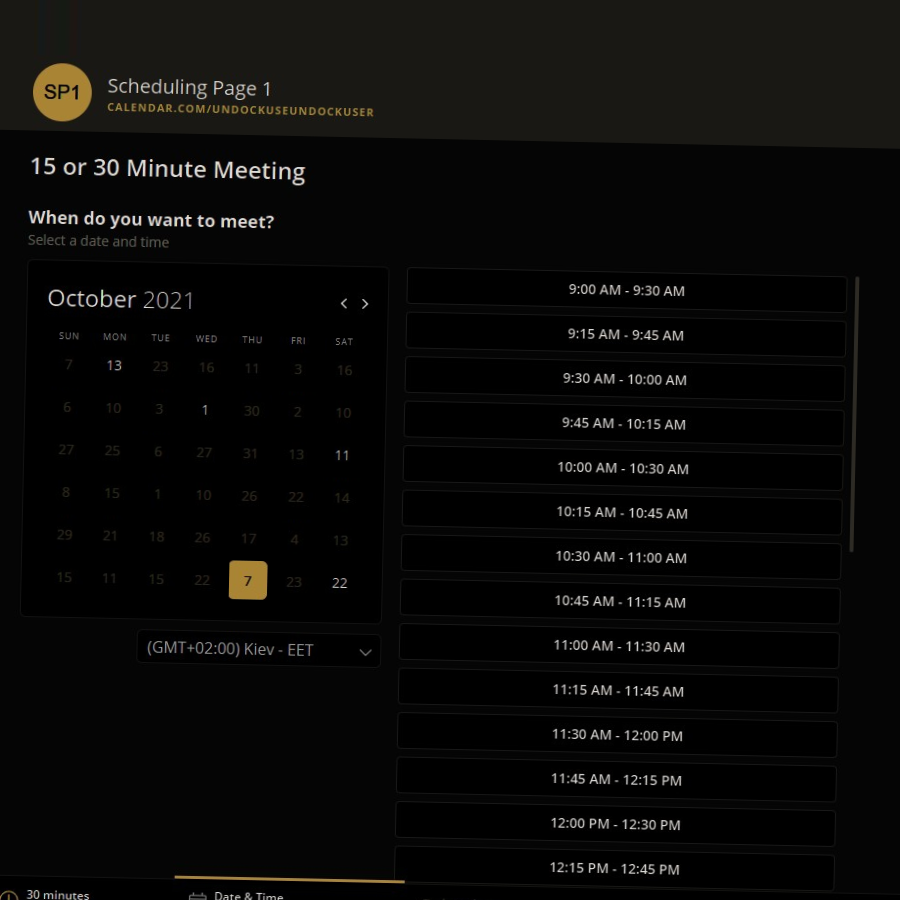 SP1
Scheduling Page 1
CALENDAR.COM/UNDOCKUSEUNDOCKUSER
15 or 30 Minute Meeting
When do you want to meet?
Select a date and time
October 2021
SUN MON TUE WED THU FRI SAT
7 13 23 16 11 3 16
6 10 3 1 30 2 10
27 25 6 27 31 13 11
8 15 1 10 26 22 14
29 21 18 26 17 4 13
15 11 15 22 7 23 22
(GMT+02:00) Kiev - EET
9:00 AM - 9:30 AM
9:15 AM - 9:45 AM
9:30 AM - 10:00 AM
9:45 AM - 10:15 AM
10:00 AM - 10:30 AM
10:15 AM - 10:45 AM
10:30 AM - 11:00 AM
10:45 AM - 11:15 AM
11:00 AM - 11:30 AM
11:15 AM - 11:45 AM
11:30 AM - 12:00 PM
11:45 AM - 12:15 PM
12:00 PM - 12:30 PM
12:15 PM - 12:45 PM
30 minutes
Date & Time